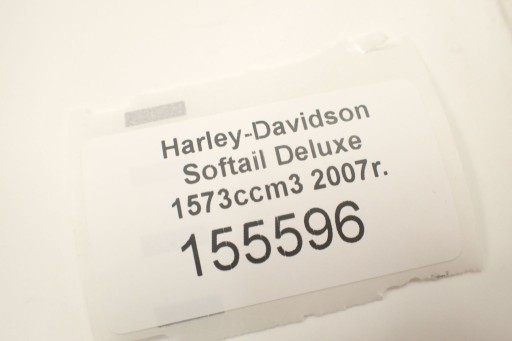 Harley-Davidson
Softail Deluxe
1573ccm3 2007r.
155596